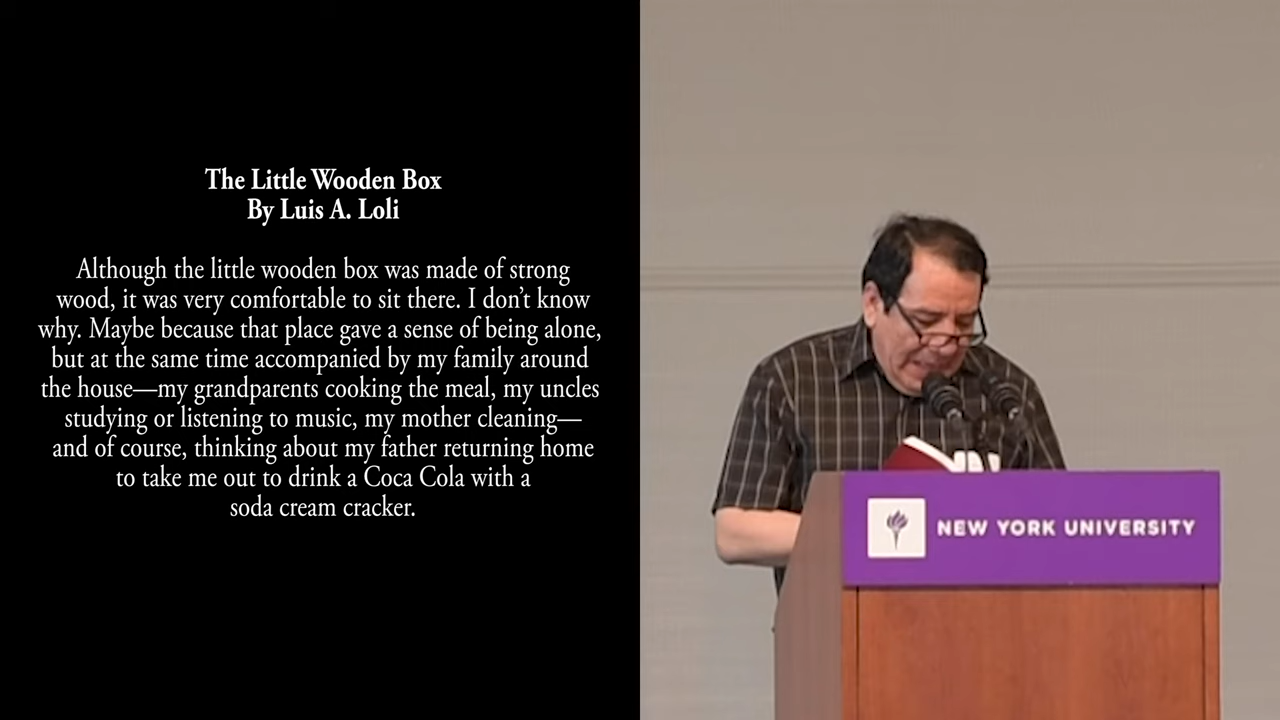 The Little Wooden Box
By Luis A. Loli
Although the little wooden box was made of strong
wood, it was very comfortable to sit there. I don’t know
why. Maybe because that place gave a sense of being alone,
but at the same time accompanied by my family around
the house—my grandparents cooking the meal, my uncles
studying or listening to music, my mother cleaning—
and of course, thinking about my father returning home
to take me out to drink a Coca Cola with a
soda cream cracker.
NEW YORK UNIVERSITY